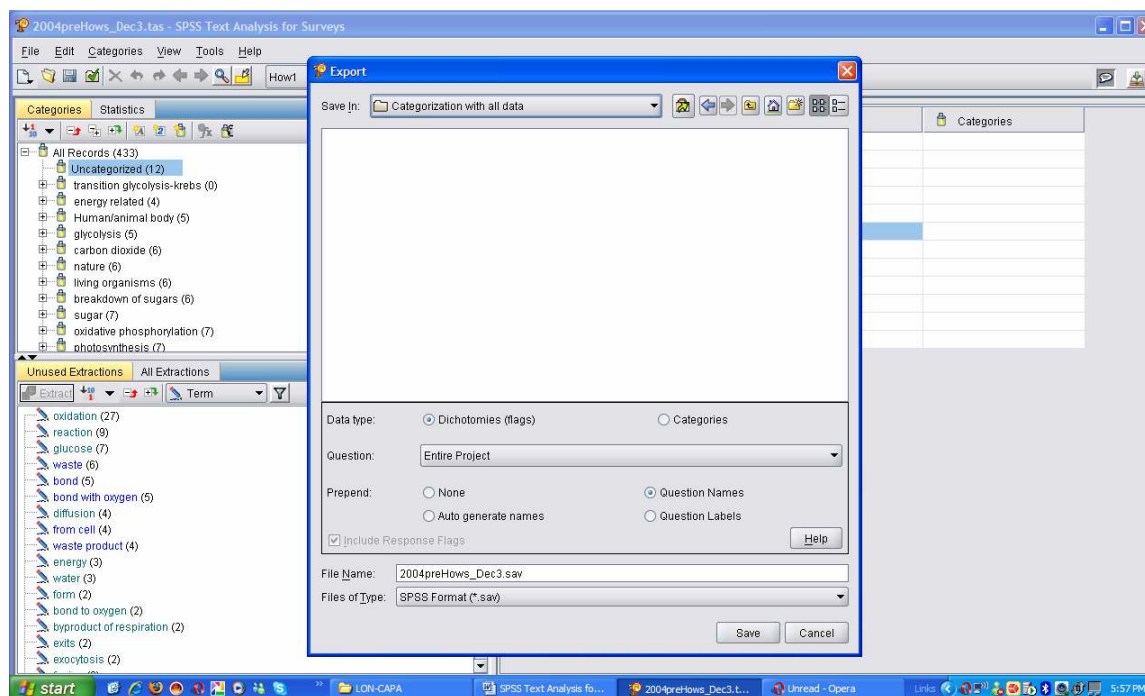 2004preHows_Dec3.tas - SPSS Text Analysis for Surveys
File Edit Categories View Tools Help
How1
Categories Statistics
All Records (433)
Uncategorized (12)
transition glycolysis-krebs (0)
energy related (4)
Human/animal body (5)
glycolysis (5)
carbon dioxide (6)
nature (6)
living organisms (6)
breakdown of sugars (6)
sugar (7)
oxidative phosphorylation (7)
photosynthesis (7)
Unused Extractions All Extractions
Extract Term
oxidation (27)
reaction (9)
glucose (7)
waste (6)
bond (5)
bond with oxygen (5)
diffusion (4)
from cell (4)
waste product (4)
energy (3)
water (3)
form (2)
bond to oxygen (2)
byproduct of respiration (2)
exits (2)
exocytosis (2)
Export
Save In: Categorization with all data
Data type: Dichotomies (flags) Categories
Question: Entire Project
Prepend: None Question Names
Auto generate names Question Labels
Include Response Flags
Help
File Name: 2004preHows_Dec3.sav
Files of Type: SPSS Format (*.sav)
Save Cancel
Categories
start LON-CAPA SPSS Text Analysis fo... 2004preHows_Dec3.t... Unread - Opera Links 5:57 PM